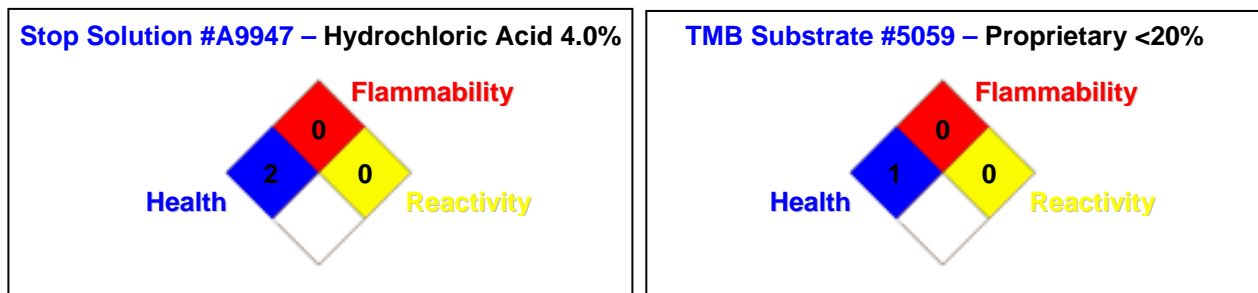 Stop Solution #A9947 – Hydrochloric Acid 4.0%
Flammability
0
2
0
Health
Reactivity
TMB Substrate #5059 – Proprietary <20%
Flammability
0
1
0
Health
Reactivity